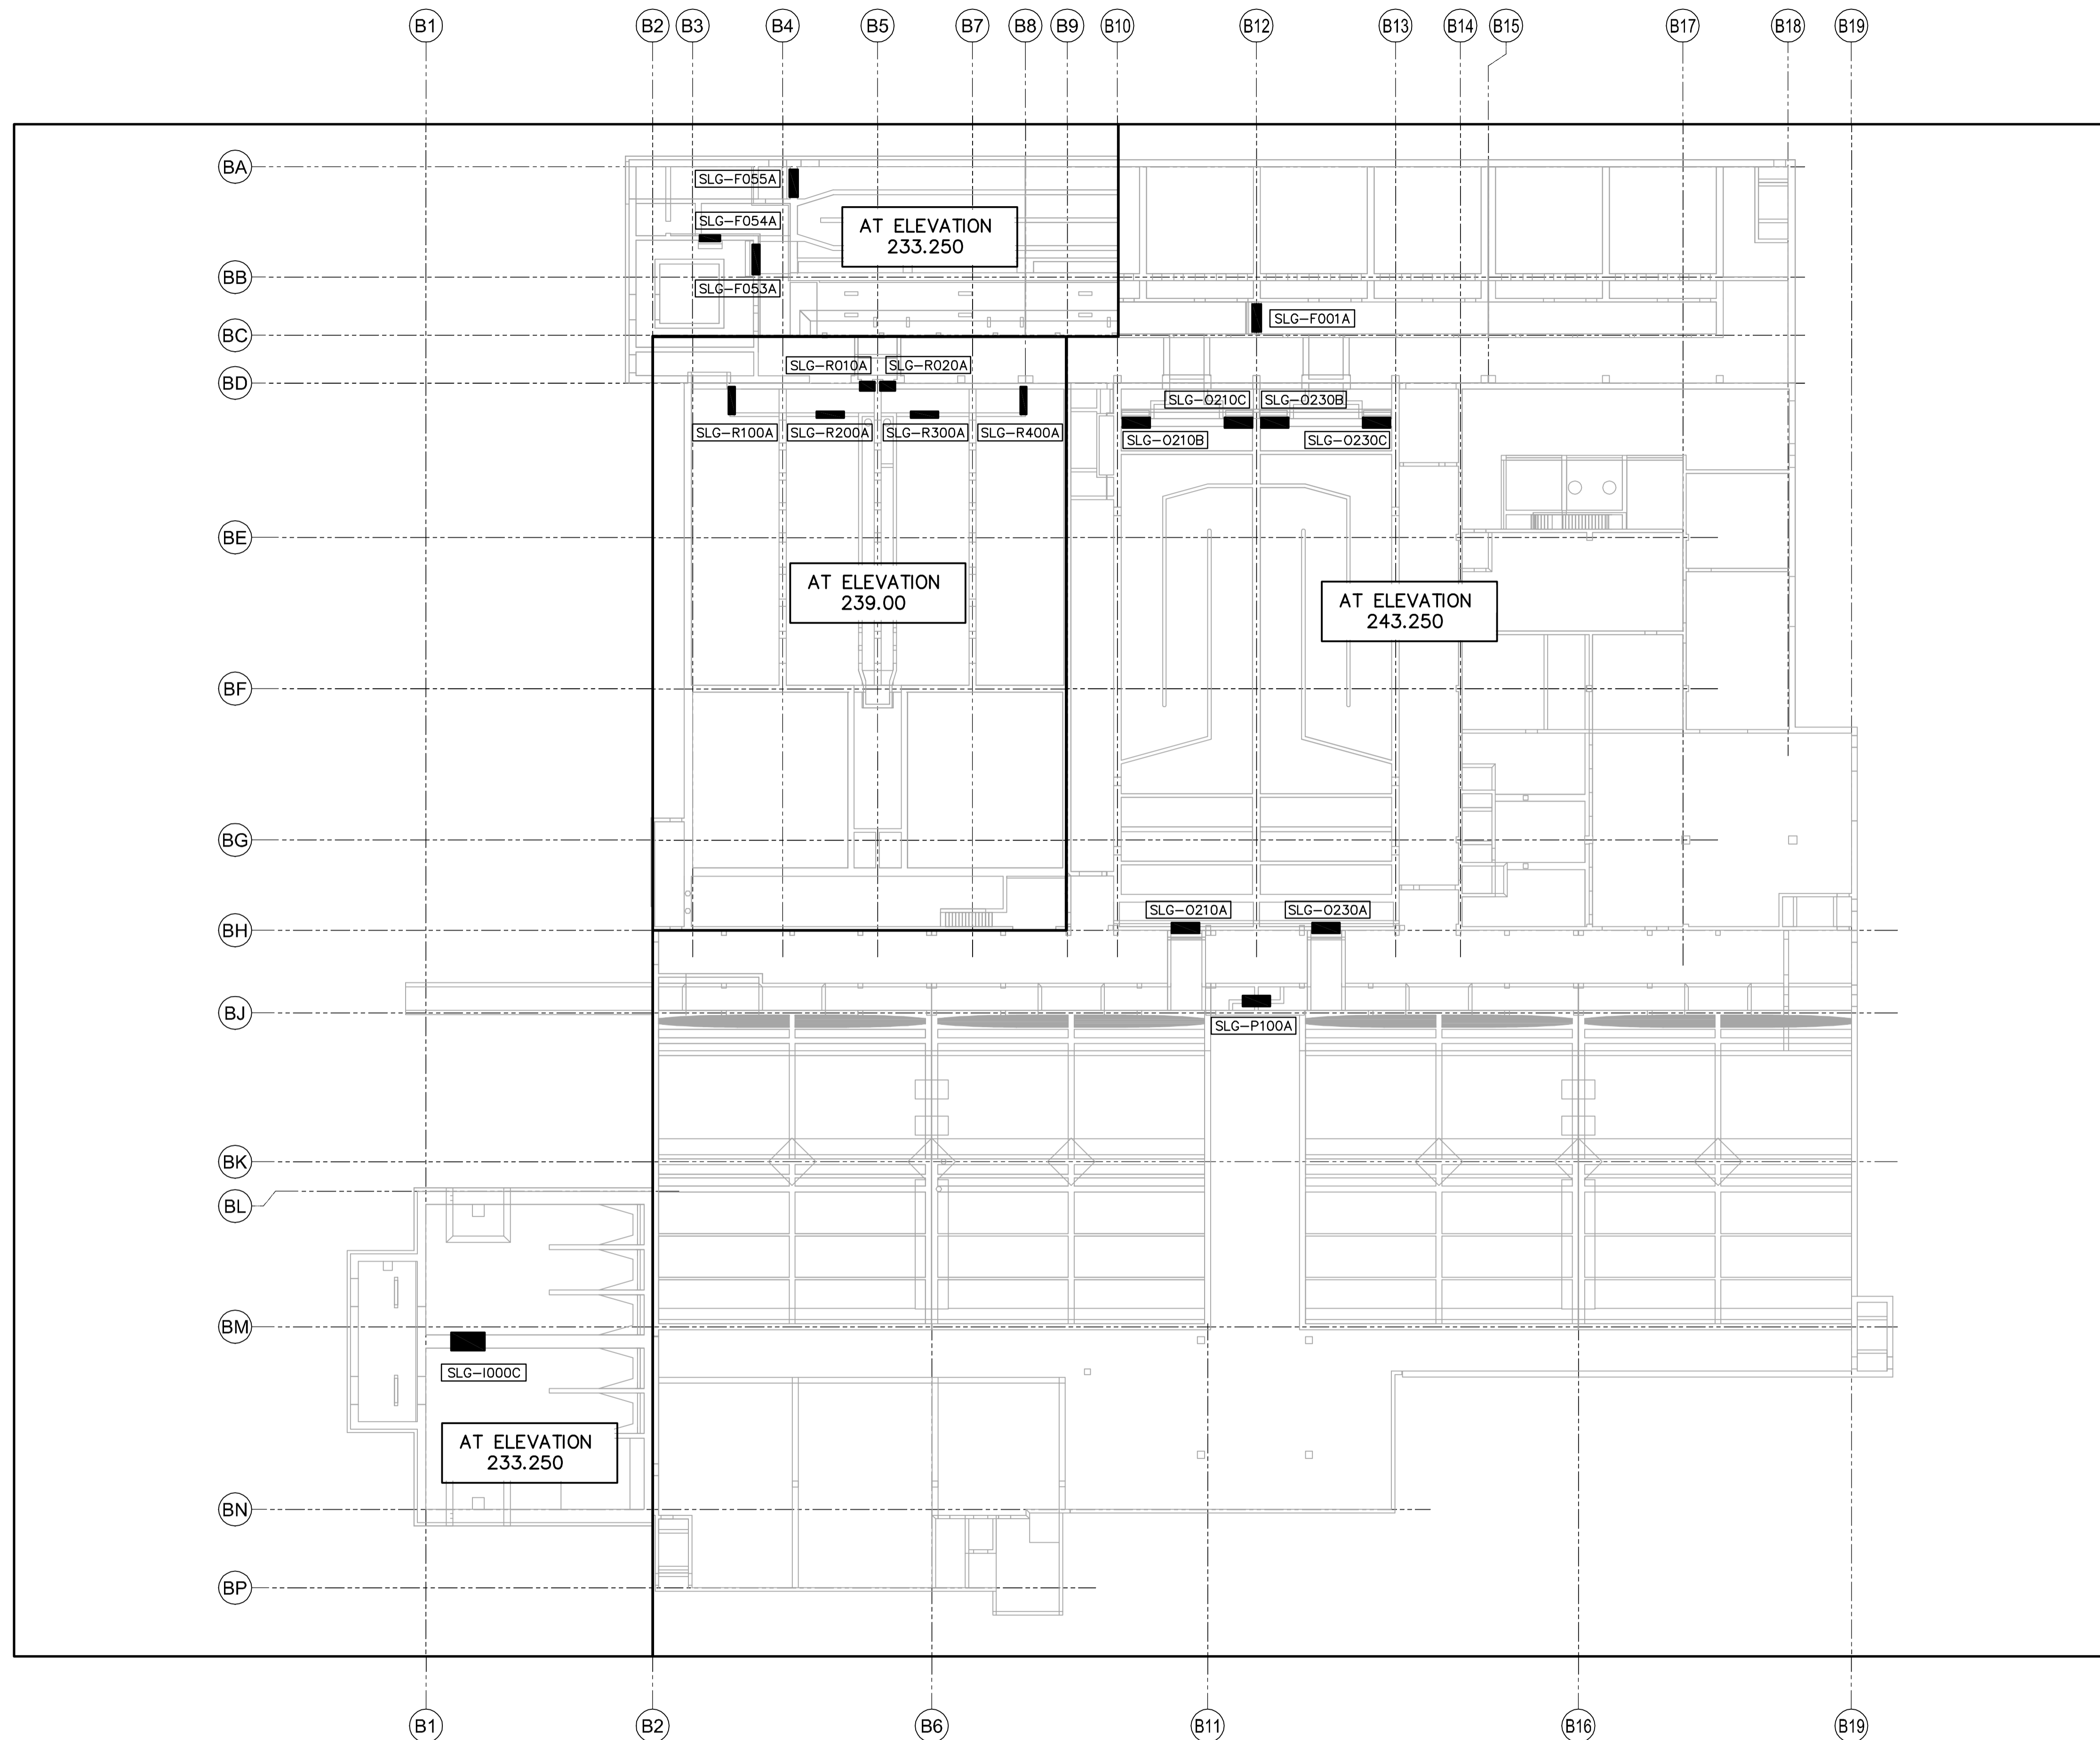 B1
B2
B3
B4
B5
B7
B8
B9
B10
B12
B13
B14
B15
B17
B18
B19
BA
SLG-F055A
SLG-F054A
AT ELEVATION
233.250
BB
SLG-F053A
SLG-F001A
BC
SLG-R010A
SLG-R020A
BD
SLG-O210C
SLG-O230B
SLG-R100A
SLG-R200A
SLG-R300A
SLG-R400A
SLG-O210B
SLG-O230C
BE
AT ELEVATION
239.00
AT ELEVATION
243.250
BF
BG
SLG-O210A
SLG-O230A
BH
BJ
SLG-P100A
BK
BL
BM
SLG-I000C
AT ELEVATION
233.250
BN
BP
B1
B2
B6
B11
B16
B19